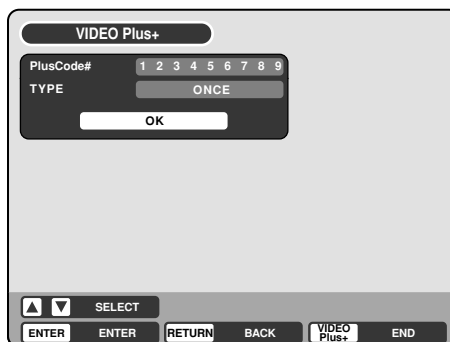 VIDEO Plus+
PlusCode# 1 2 3 4 5 6 7 8 9
TYPE ONCE
OK
SELECT
ENTER ENTER RETURN BACK VIDEO Plus+ END